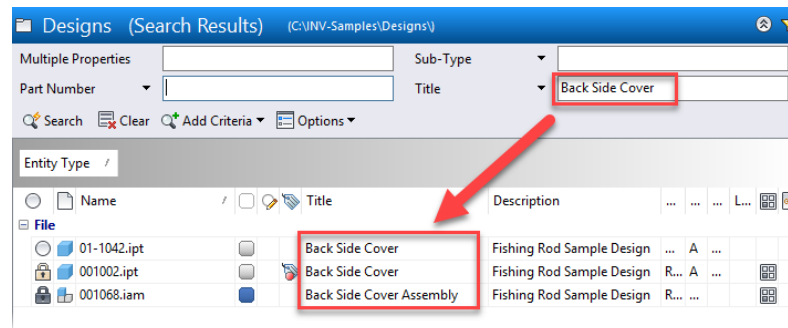 Designs (Search Results) (C:\INV-Samples\Designs\)
Multiple Properties Sub-Type
Part Number Title Back Side Cover
Search Clear Add Criteria Options
Entity Type /
Name / Title Description ... ... ... L...
File
01-1042.ipt Back Side Cover Fishing Rod Sample Design ... A ...
001002.ipt Back Side Cover Fishing Rod Sample Design R... A ...
001068.iam Back Side Cover Assembly Fishing Rod Sample Design R... ...